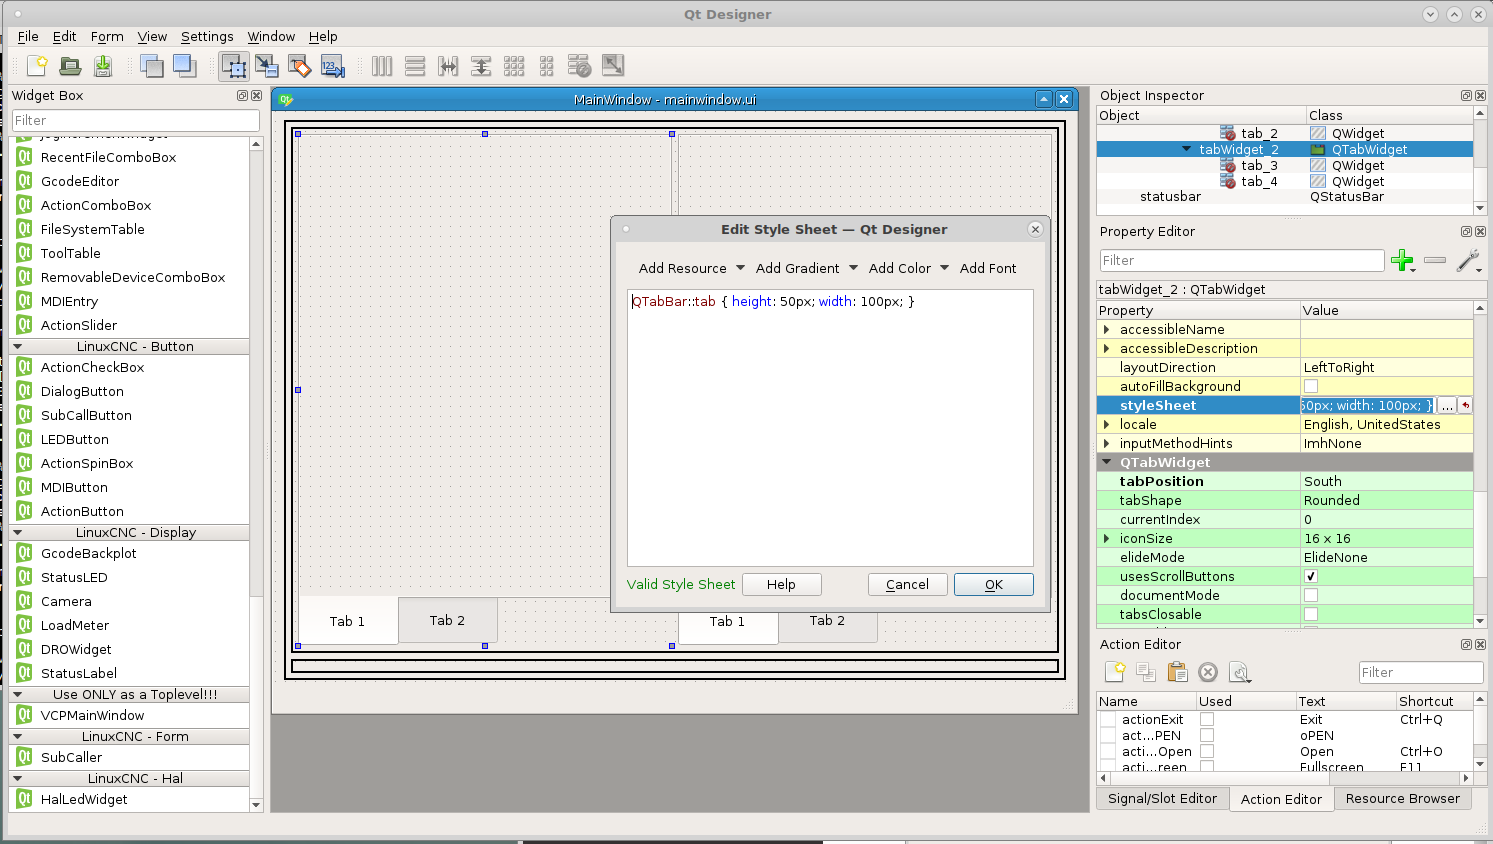 Qt Designer
File Edit Form View Settings Window Help
Widget Box
Filter
RecentFileComboBox
GcodeEditor
ActionComboBox
FileSystemTable
ToolTable
RemovableDeviceComboBox
MDIEntry
ActionSlider
LinuxCNC - Button
ActionCheckBox
DialogButton
SubCallButton
LEDButton
ActionSpinBox
MDIButton
ActionButton
LinuxCNC - Display
GcodeBackplot
StatusLED
Camera
LoadMeter
DROWidget
StatusLabel
Use ONLY as a Toplevel!!!
VCPMainWindow
LinuxCNC - Form
SubCaller
LinuxCNC - Hal
HalLedWidget
MainWindow - mainwindow.ui
Tab 1 Tab 2
Tab 1 Tab 2
Edit Style Sheet — Qt Designer
Add Resource Add Gradient Add Color Add Font
QTabBar::tab { height: 50px; width: 100px; }
Valid Style Sheet Help Cancel OK
Object Inspector
Object Class
tab_2 QWidget
tabWidget_2 QTabWidget
tab_3 QWidget
tab_4 QWidget
statusbar QStatusBar
Property Editor
Filter
tabWidget_2 : QTabWidget
Property Value
accessibleName
accessibleDescription
layoutDirection LeftToRight
autoFillBackground
styleSheet 50px; width: 100px; } ...
locale English, UnitedStates
inputMethodHints ImhNone
QTabWidget
tabPosition South
tabShape Rounded
currentIndex 0
iconSize 16 x 16
elideMode ElideNone
usesScrollButtons
documentMode
tabsClosable
Action Editor
Filter
Name Used Text Shortcut
actionExit Exit Ctrl+Q
act...PEN oPEN
acti...Open Open Ctrl+O
acti...reen Fullscreen F11
Signal/Slot Editor Action Editor Resource Browser